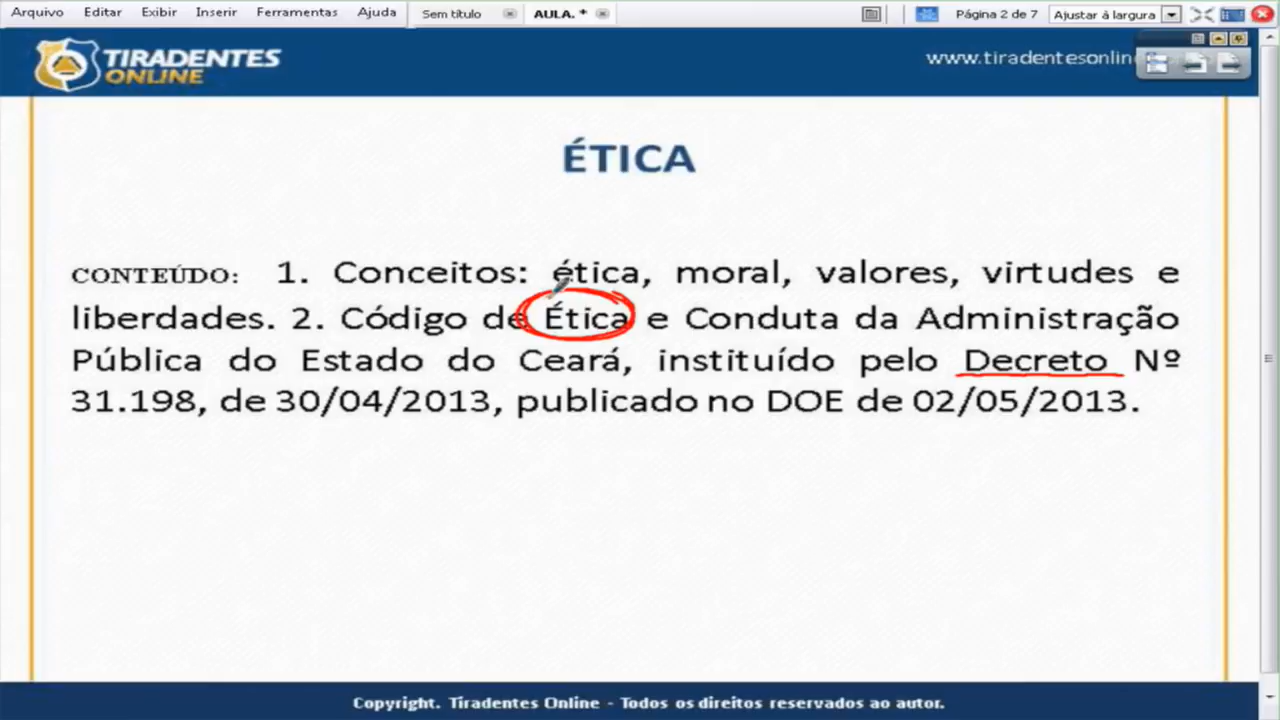 Arquivo Editar Exibir Inserir Ferramentas Ajuda Sem título AULA. * Página 2 de 7 Ajustar à largura
TIRADENTES
ONLINE
www.tiradentesonlin
ÉTICA
CONTEÚDO: 1. Conceitos: ética, moral, valores, virtudes e
liberdades. 2. Código de Ética e Conduta da Administração
Pública do Estado do Ceará, instituído pelo Decreto Nº
31.198, de 30/04/2013, publicado no DOE de 02/05/2013.
Copyright. Tiradentes Online - Todos os direitos reservados ao autor.